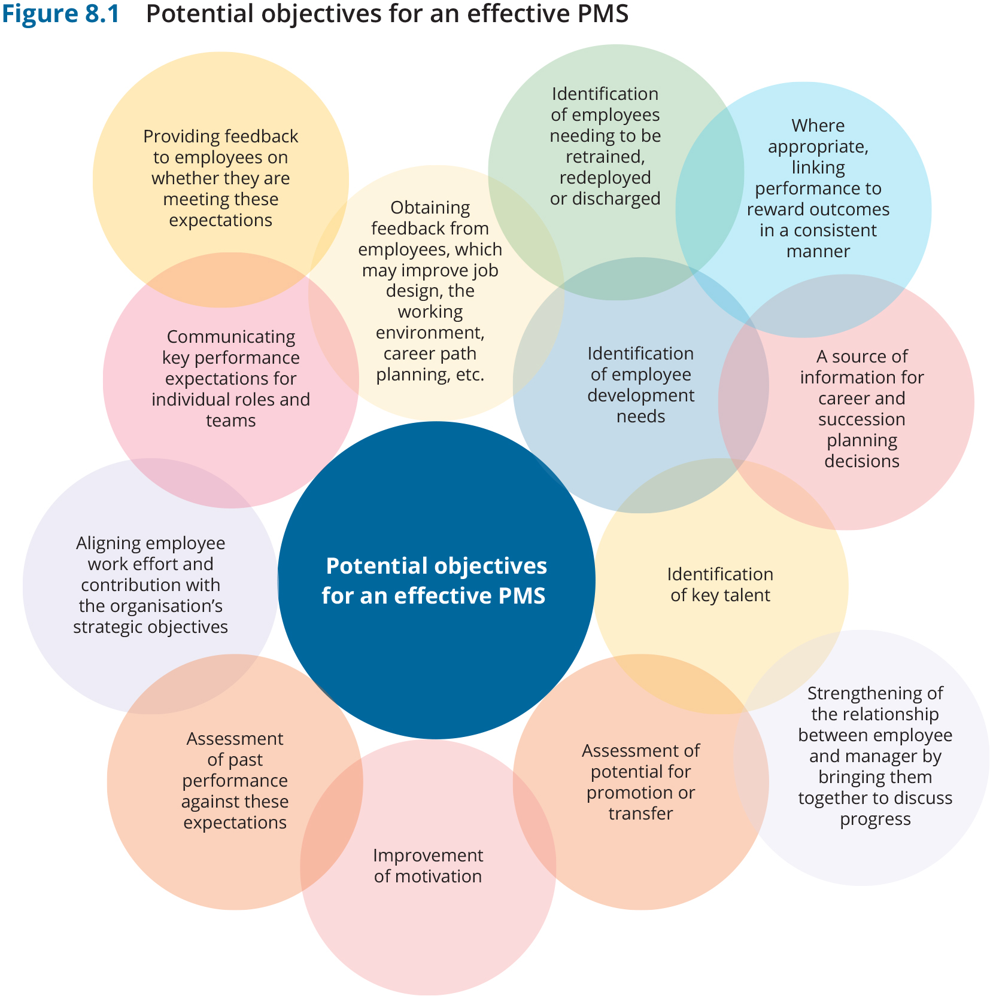 Figure 8.1 Potential objectives for an effective PMS
Providing feedback
to employees on
whether they are
meeting these
expectations
Obtaining
feedback from
employees, which
may improve job
design, the
working
environment,
career path
planning, etc.
Identification
of employees
needing to be
retrained,
redeployed
or discharged
Where
appropriate,
linking
performance to
reward outcomes
in a consistent
manner
Communicating
key performance
expectations for
individual roles and
teams
Identification
of employee
development
needs
A source of
information for
career and
succession
planning
decisions
Aligning employee
work effort and
contribution with
the organisation’s
strategic objectives
Potential objectives
for an effective PMS
Identification
of key talent
Assessment
of past
performance
against these
expectations
Improvement
of motivation
Assessment of
potential for
promotion or
transfer
Strengthening of
the relationship
between employee
and manager by
bringing them
together to discuss
progress